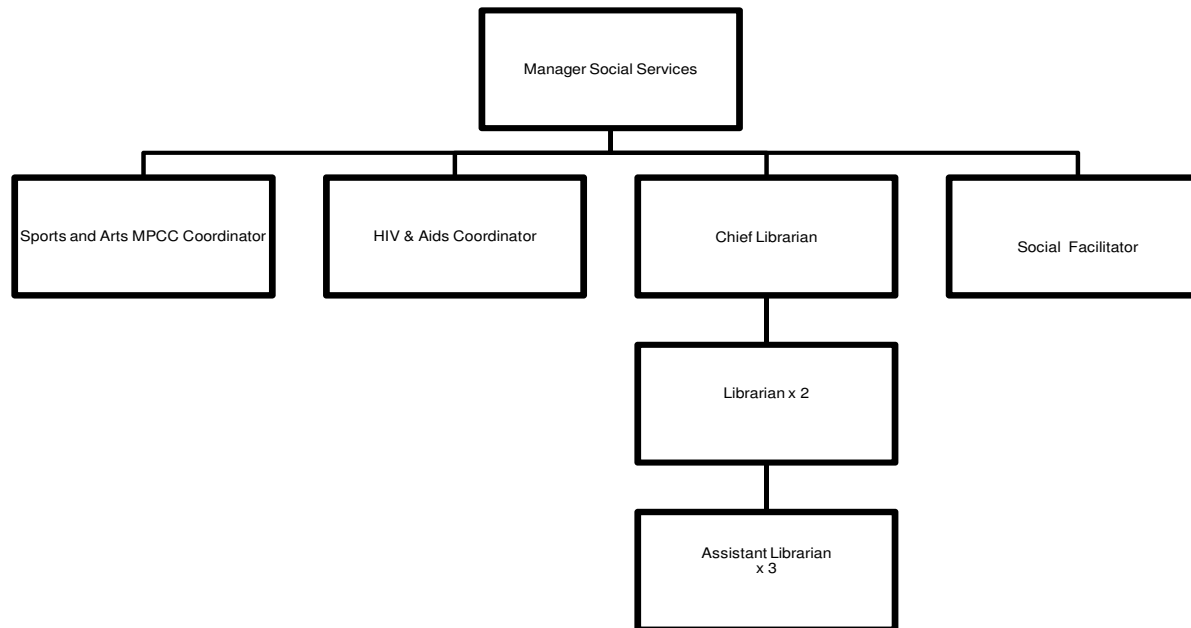 Manager Social Services
Sports and Arts MPCC Coordinator
HIV & Aids Coordinator
Chief Librarian
Social Facilitator
Librarian x 2
Assistant Librarian
x 3